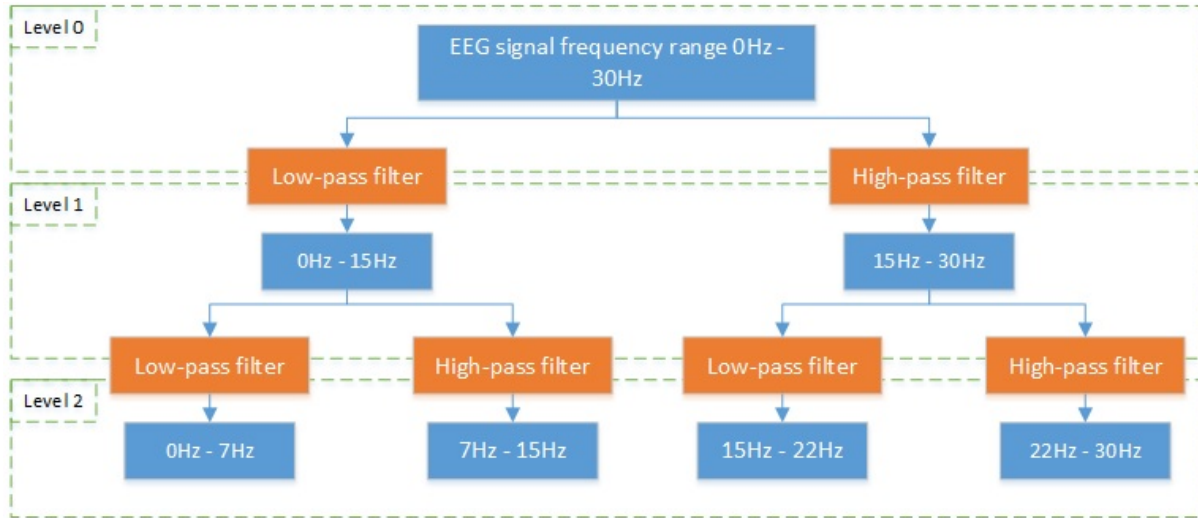 Level 0
EEG signal frequency range 0Hz -
30Hz
Low-pass filter
High-pass filter
Level 1
0Hz - 15Hz
15Hz - 30Hz
Low-pass filter
High-pass filter
Low-pass filter
High-pass filter
Level 2
0Hz - 7Hz
7Hz - 15Hz
15Hz - 22Hz
22Hz - 30Hz